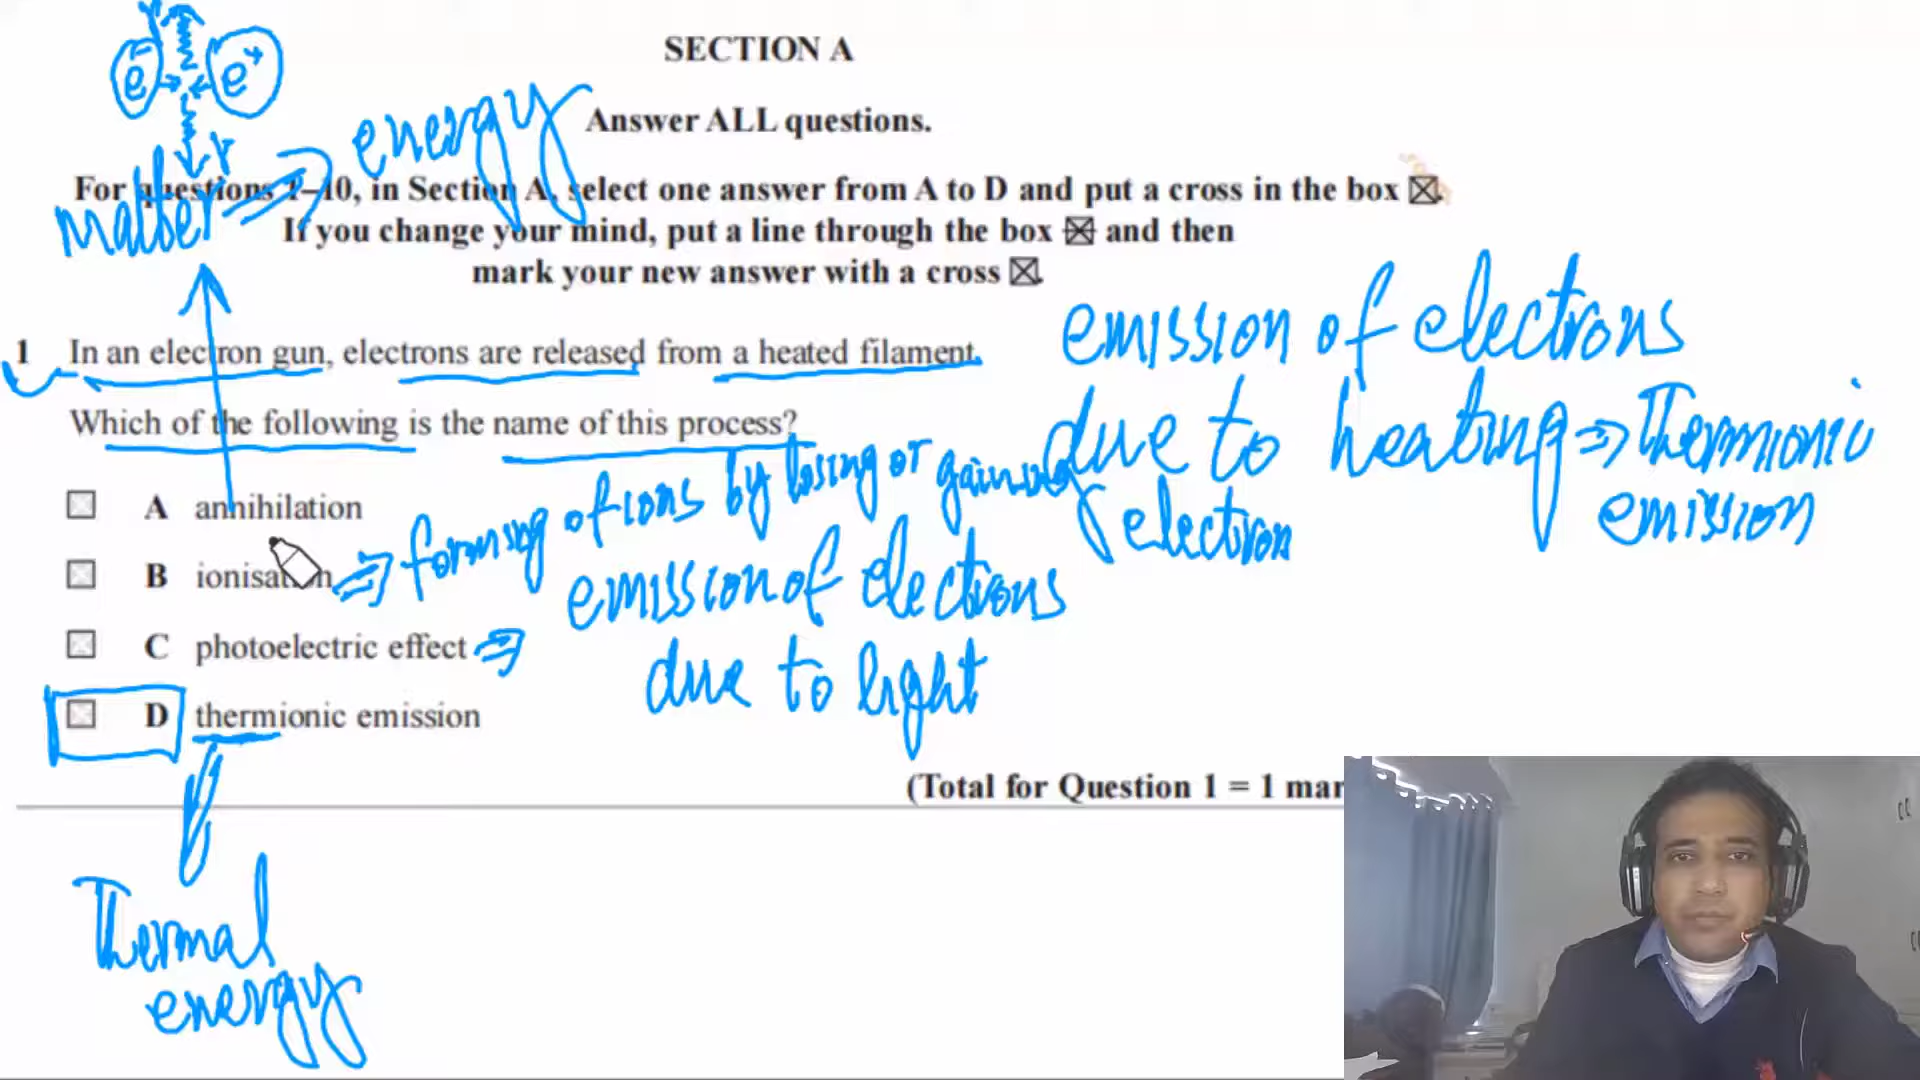 SECTION A
e⁻ e⁺
energy
Answer ALL questions.
γ
matter ⇒
For questions 1–10, in Section A, select one answer from A to D and put a cross in the box ☒.
If you change your mind, put a line through the box ☒ and then
mark your new answer with a cross ☒.
1 In an electron gun, electrons are released from a heated filament.
Which of the following is the name of this process?
emission of electrons
due to heating ⇒ Thermionic
emission
A annihilation
B ionisation
⇒ forming of ions by losing or gaining
electron
C photoelectric effect ⇒
emission of electrons
due to light
D thermionic emission
(Total for Question 1 = 1 mar
Thermal
energy